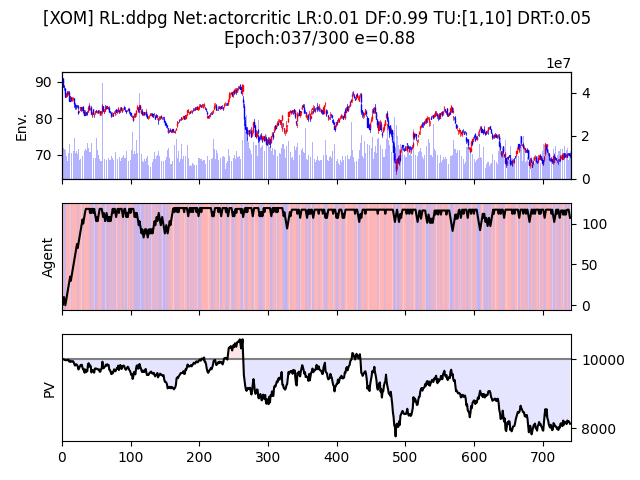 [XOM] RL:ddpg Net:actorcritic LR:0.01 DF:0.99 TU:[1,10] DRT:0.05
Epoch:037/300 e=0.88
1e7
90
80
70
Env.
4
2
0
Agent
100
50
0
PV
10000
8000
0 100 200 300 400 500 600 700